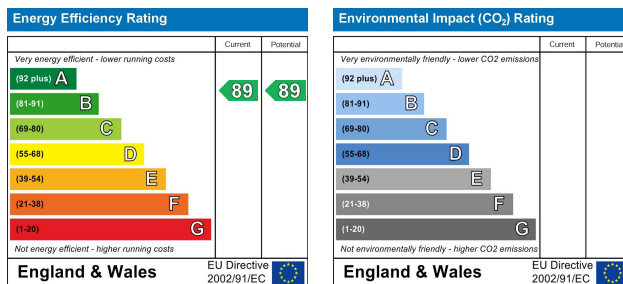 Energy Efficiency Rating
Current Potential
Very energy efficient - lower running costs
(92 plus) A
(81-91) B
89 89
(69-80) C
(55-68) D
(39-54) E
(21-38) F
(1-20) G
Not energy efficient - higher running costs
England & Wales
EU Directive
2002/91/EC
Environmental Impact (CO₂) Rating
Current Potential
Very environmentally friendly - lower CO2 emissions
(92 plus) A
(81-91) B
(69-80) C
(55-68) D
(39-54) E
(21-38) F
(1-20) G
Not environmentally friendly - higher CO2 emissions
England & Wales
EU Directive
2002/91/EC